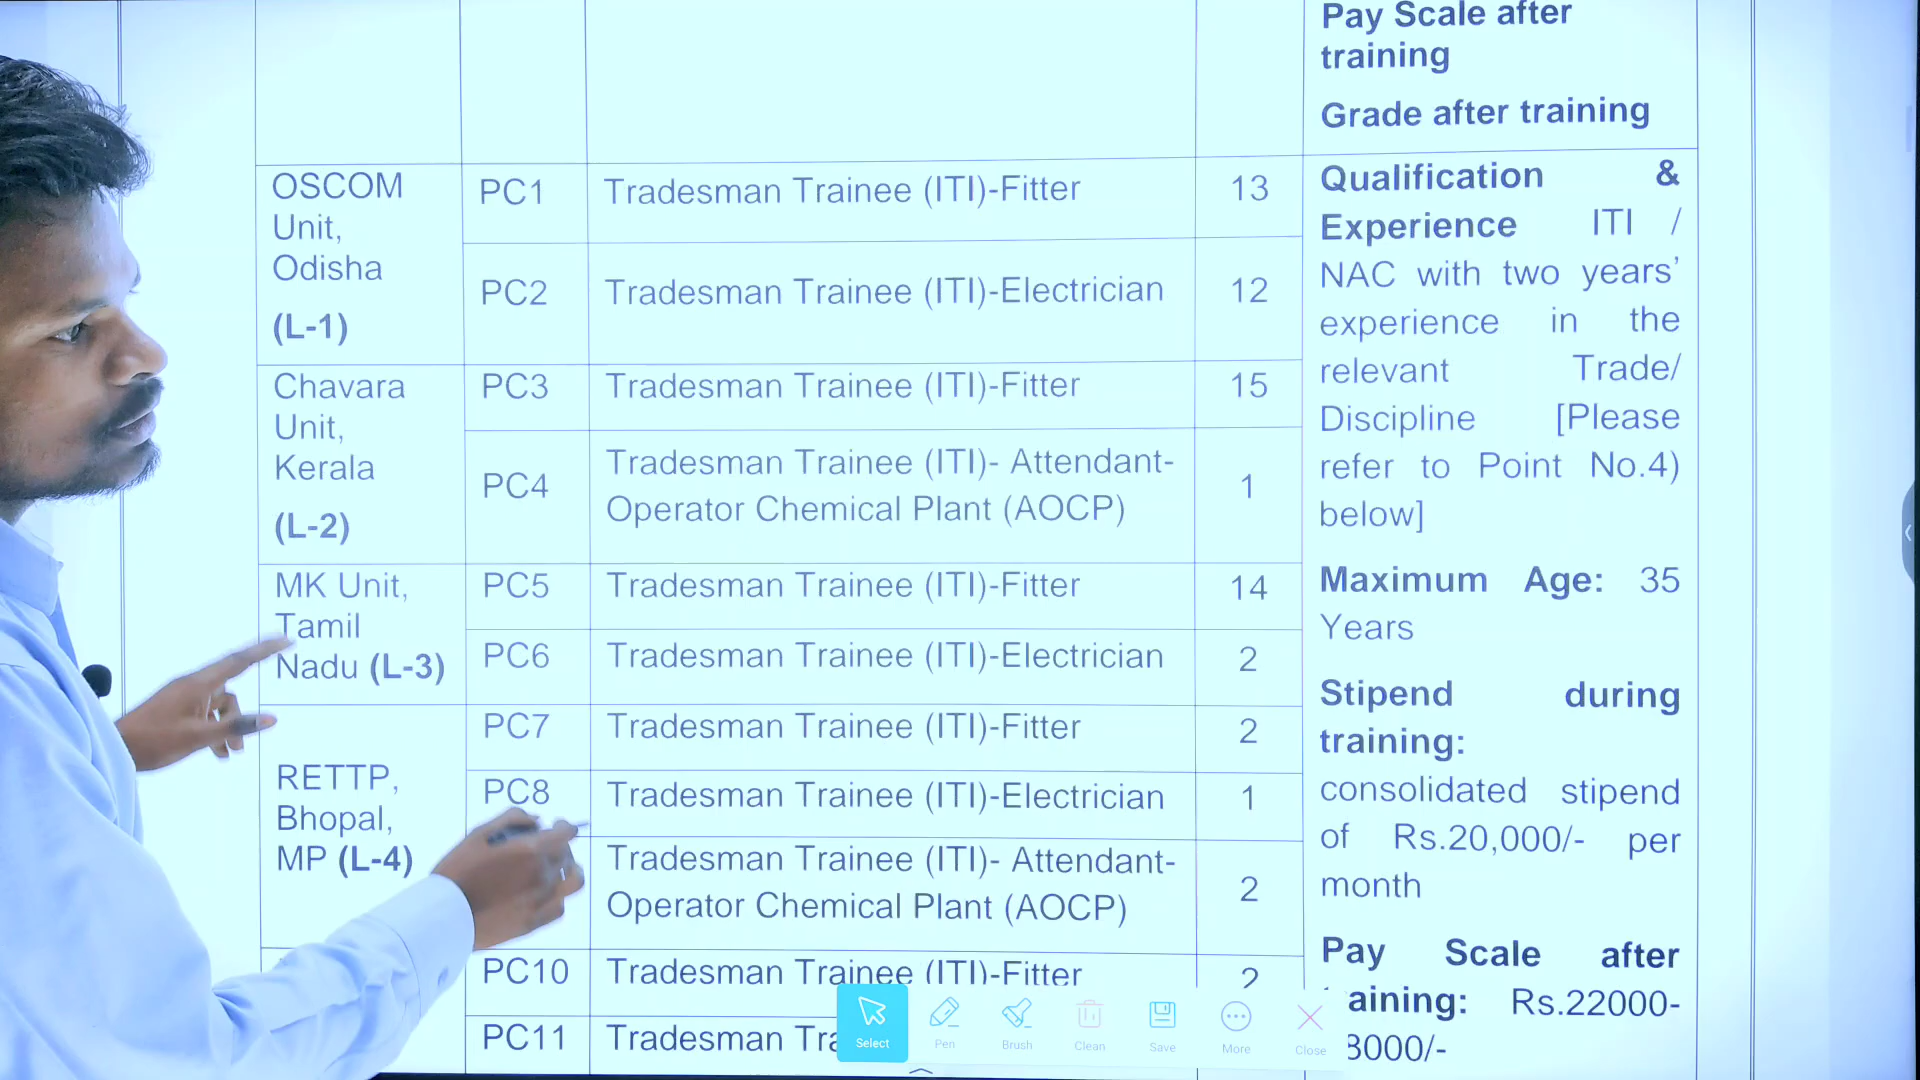 Pay Scale after
training
Grade after training
OSCOM
Unit,
Odisha
(L-1)
PC1
Tradesman Trainee (ITI)-Fitter
13
PC2
Tradesman Trainee (ITI)-Electrician
12
Chavara
Unit,
Kerala
(L-2)
PC3
Tradesman Trainee (ITI)-Fitter
15
PC4
Tradesman Trainee (ITI)- Attendant-
Operator Chemical Plant (AOCP)
1
MK Unit,
Tamil
Nadu (L-3)
PC5
Tradesman Trainee (ITI)-Fitter
14
PC6
Tradesman Trainee (ITI)-Electrician
2
RETTP,
Bhopal,
MP (L-4)
PC7
Tradesman Trainee (ITI)-Fitter
2
PC8
Tradesman Trainee (ITI)-Electrician
1
Tradesman Trainee (ITI)- Attendant-
Operator Chemical Plant (AOCP)
2
PC10
Tradesman Trainee (ITI)-Fitter
2
PC11
Tradesman
Qualification &
Experience ITI /
NAC with two years’
experience in the
relevant Trade/
Discipline [Please
refer to Point No.4)
below]
Maximum Age: 35
Years
Stipend during
training:
consolidated stipend
of Rs.20,000/- per
month
Pay Scale after
aining: Rs.22000-
8000/-
Select
Pen
Brush
Clean
Save
More
Close